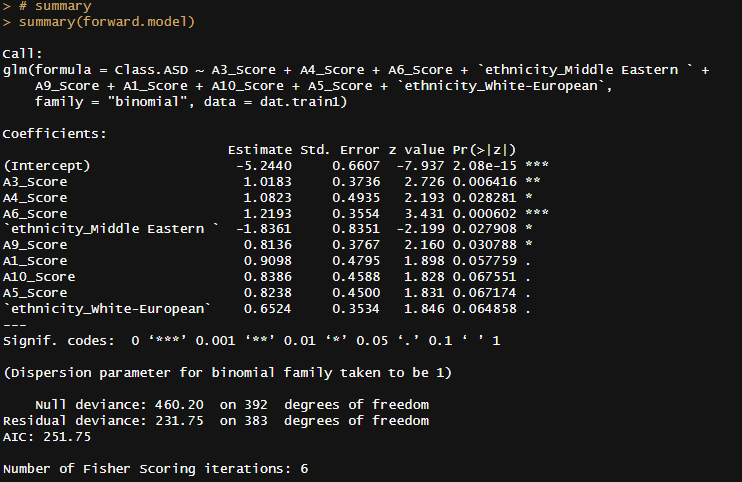 > # summary
> summary(forward.model)
Call:
glm(formula = Class.ASD ~ A3_Score + A4_Score + A6_Score + `ethnicity_Middle Eastern ` +
    A9_Score + A1_Score + A10_Score + A5_Score + `ethnicity_White-European`,
    family = "binomial", data = dat.train1)
Coefficients:
                            Estimate Std. Error z value Pr(>|z|)
(Intercept)                  -5.2440     0.6607  -7.937 2.08e-15 ***
A3_Score                      1.0183     0.3736   2.726 0.006416 **
A4_Score                      1.0823     0.4935   2.193 0.028281 *
A6_Score                      1.2193     0.3554   3.431 0.000602 ***
`ethnicity_Middle Eastern `  -1.8361     0.8351  -2.199 0.027908 *
A9_Score                      0.8136     0.3767   2.160 0.030788 *
A1_Score                      0.9098     0.4795   1.898 0.057759 .
A10_Score                     0.8386     0.4588   1.828 0.067551 .
A5_Score                      0.8238     0.4500   1.831 0.067174 .
`ethnicity_White-European`    0.6524     0.3534   1.846 0.064858 .
---
Signif. codes:  0 ‘***’ 0.001 ‘**’ 0.01 ‘*’ 0.05 ‘.’ 0.1 ‘ ’ 1
(Dispersion parameter for binomial family taken to be 1)
    Null deviance: 460.20  on 392  degrees of freedom
Residual deviance: 231.75  on 383  degrees of freedom
AIC: 251.75
Number of Fisher Scoring iterations: 6